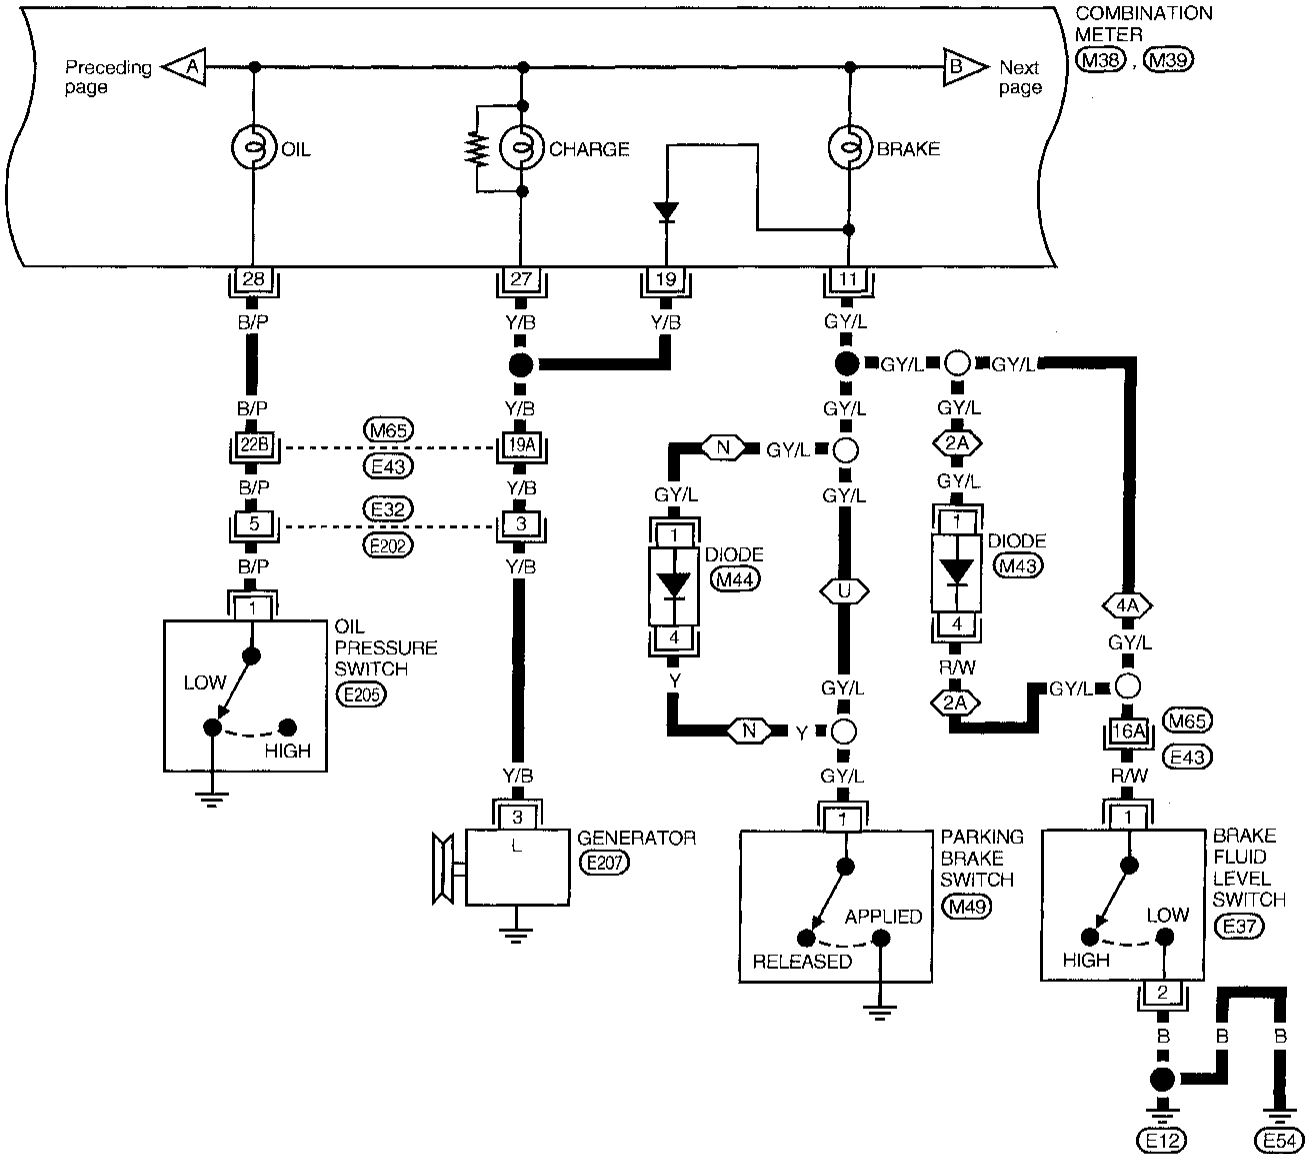 COMBINATION
METER
M38 , M39
Preceding
page
A
B
Next
page
OIL
CHARGE
BRAKE
28
27
19
11
B/P
Y/B
Y/B
GY/L
GY/L
GY/L
B/P
Y/B
GY/L
GY/L
22B
M65
E43
19A
N
GY/L
2A
B/P
Y/B
GY/L
GY/L
GY/L
5
E32
E202
3
1
1
B/P
Y/B
DIODE
M44
DIODE
M43
U
1
4
4
4A
OIL
PRESSURE
SWITCH
E205
GY/L
R/W
LOW
HIGH
Y
GY/L
2A
GY/L
N
Y
16A
M65
E43
Y/B
GY/L
R/W
3
L
GENERATOR
E207
1
PARKING
BRAKE
SWITCH
M49
APPLIED
RELEASED
1
BRAKE
FLUID
LEVEL
SWITCH
E37
LOW
HIGH
2
B
B
B
E12
E54